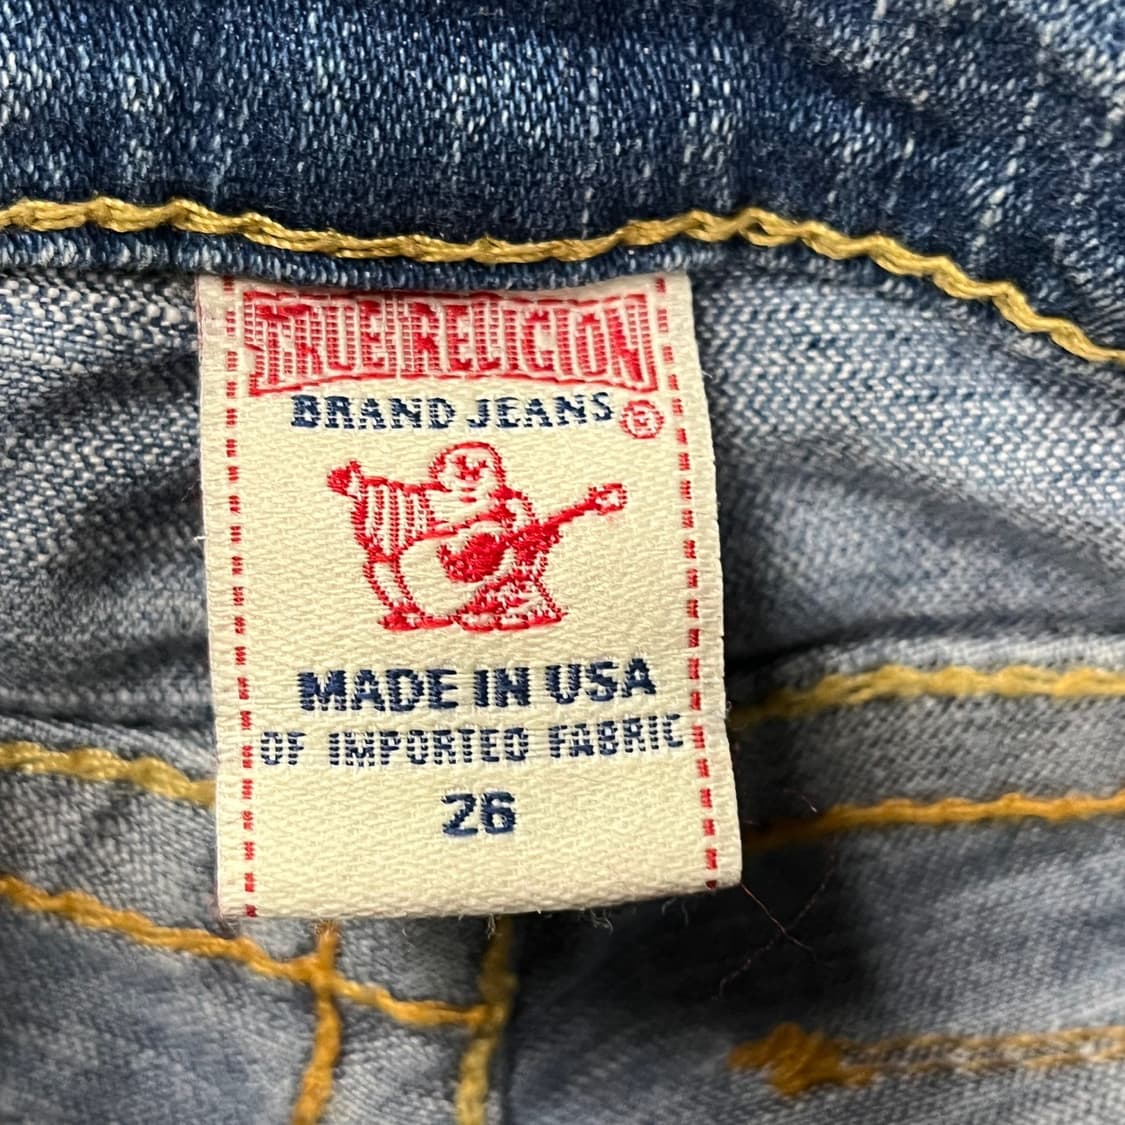 TRUE RELIGION
BRAND JEANS ®
MADE IN USA
OF IMPORTED FABRIC
26